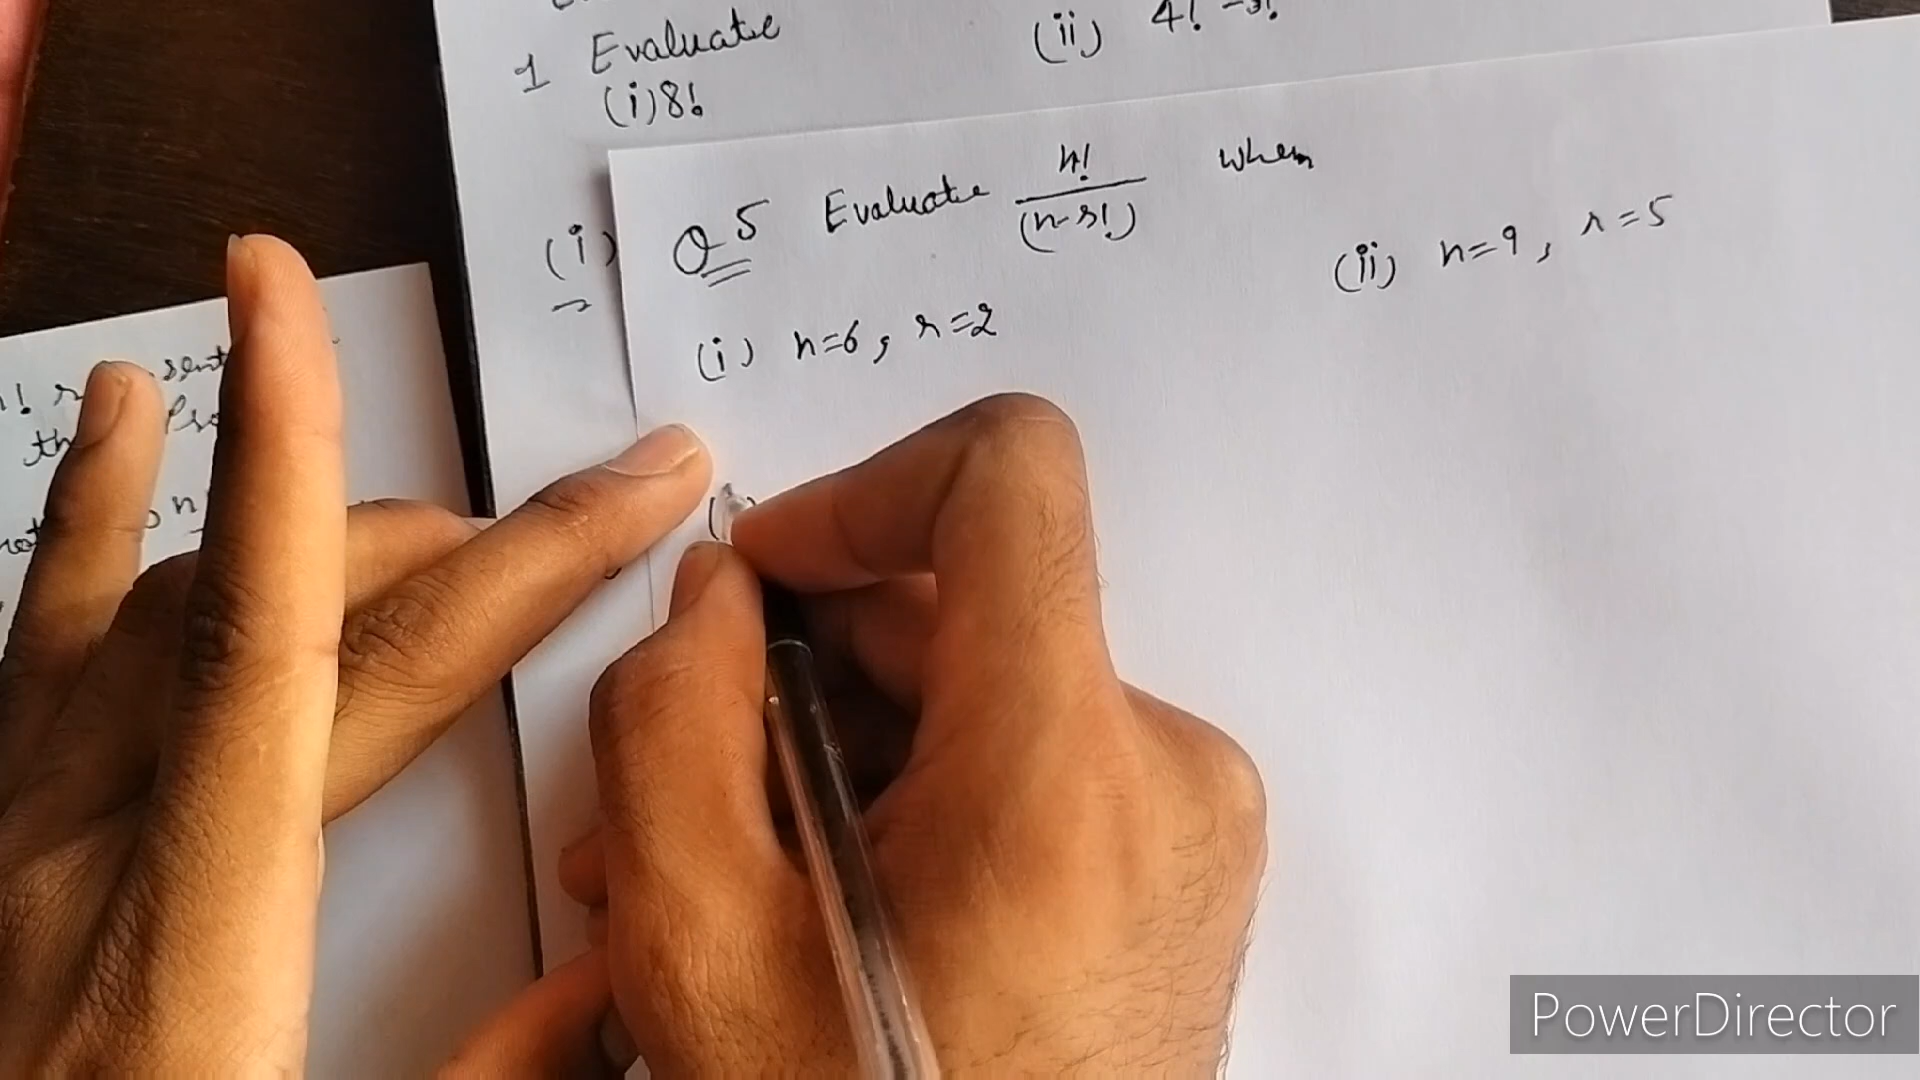 1 Evaluate
(i) 8!
(ii) 4! - 3!
(i)
Q 5 Evaluate n!/(n-r!) when
(i) n=6, r=2
(ii) n=9, r=5
n!
PowerDirector